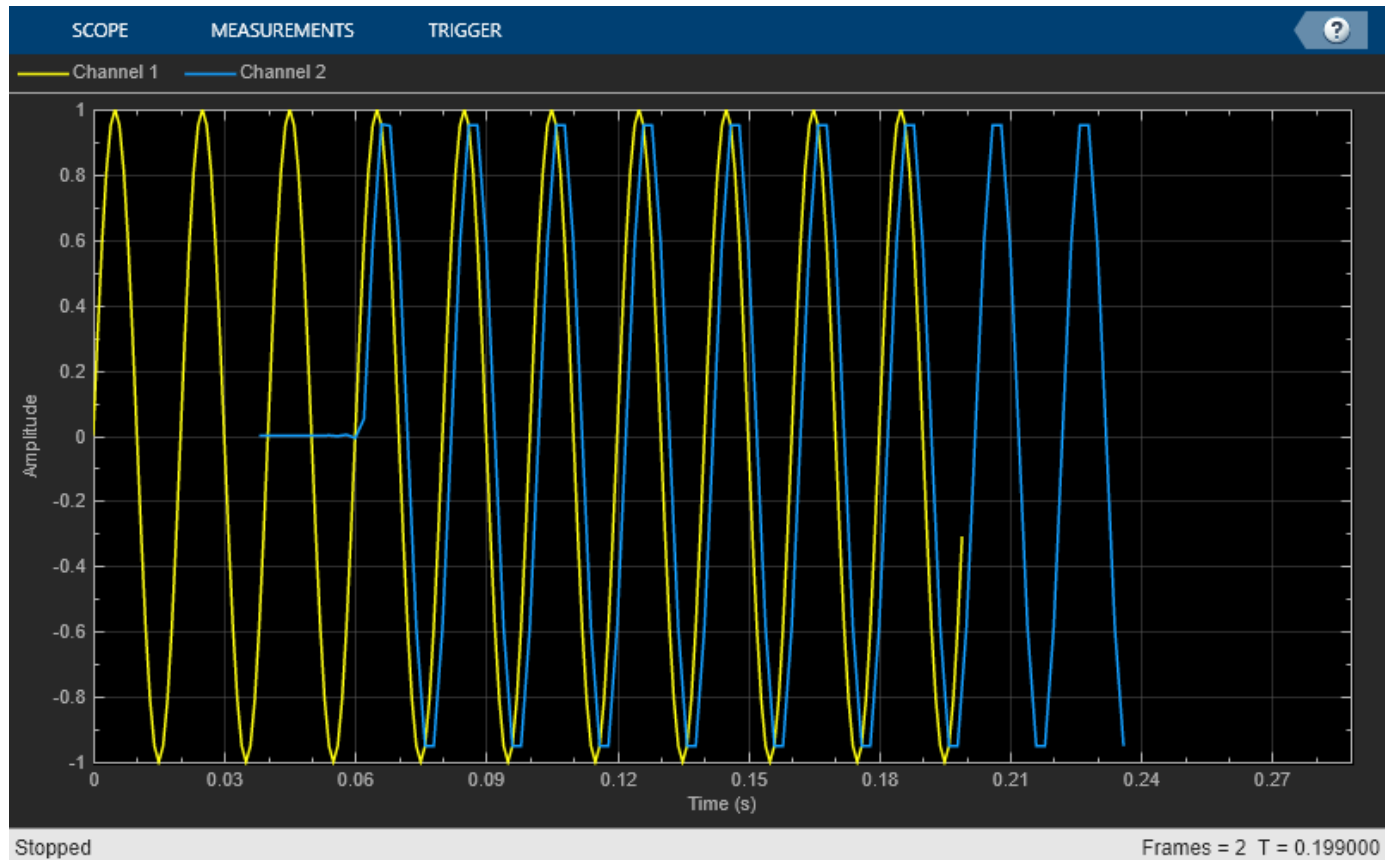 SCOPE MEASUREMENTS TRIGGER ?
Channel 1 Channel 2
1
0.8
0.6
0.4
0.2
0
-0.2
-0.4
-0.6
-0.8
-1
Amplitude
0 0.03 0.06 0.09 0.12 0.15 0.18 0.21 0.24 0.27
Time (s)
Stopped Frames = 2 T = 0.199000